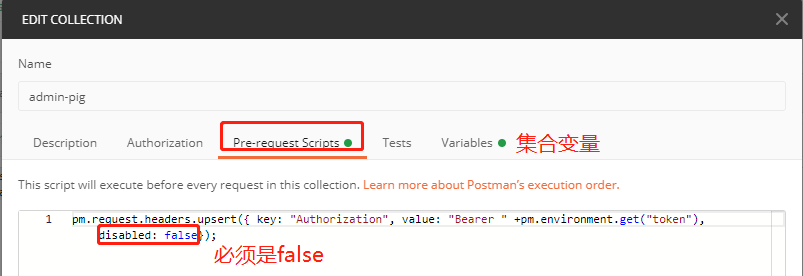 EDIT COLLECTION
Name
admin-pig
Description Authorization Pre-request Scripts Tests Variables 集合变量
This script will execute before every request in this collection. Learn more about Postman's execution order.
1 pm.request.headers.upsert({ key: "Authorization", value: "Bearer " +pm.environment.get("token"),
disabled: false});
必须是false